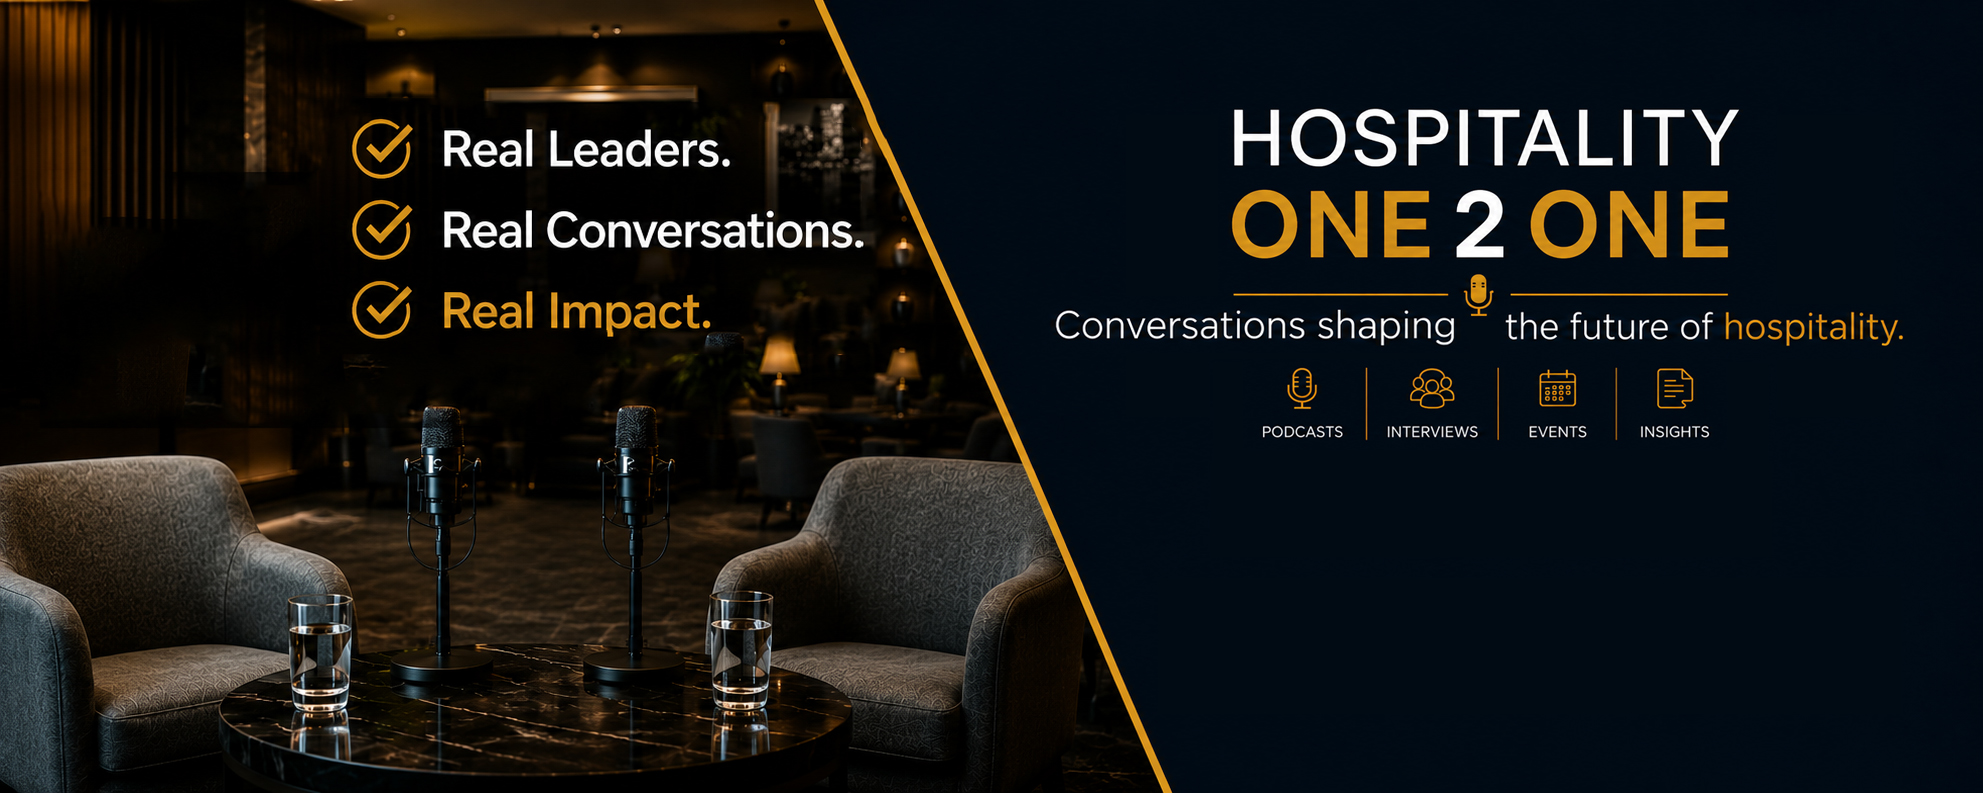 Real Leaders.
Real Conversations.
Real Impact.
HOSPITALITY
ONE 2 ONE
Conversations shaping the future of hospitality.
PODCASTS
INTERVIEWS
EVENTS
INSIGHTS